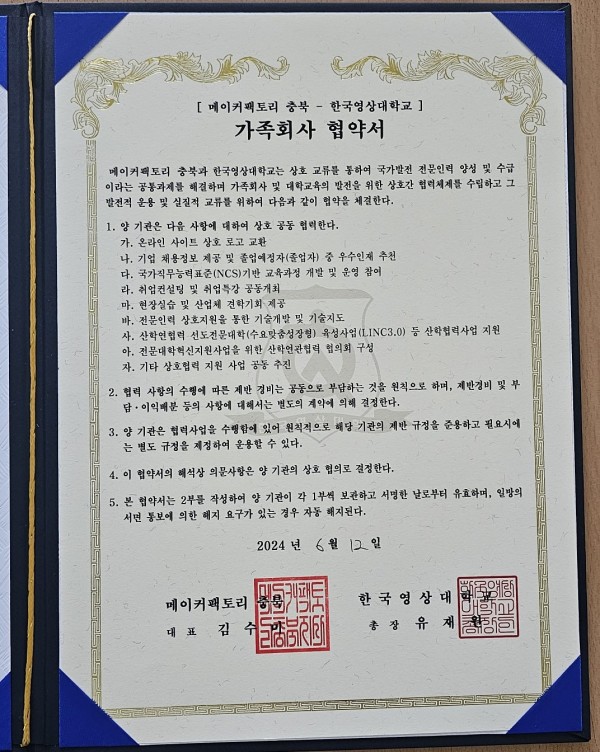 [ 메이커팩토리 충북 - 한국영상대학교 ]
가족회사 협약서
메이커팩토리 충북과 한국영상대학교는 상호 교류를 통하여 국가발전 전문인력 양성 및 수급
이라는 공통과제를 해결하며 가족회사 및 대학교육의 발전을 위한 상호간 협력체계를 수립하고 그
발전적 운용 및 실질적 교류를 위하여 다음과 같이 협약을 체결한다.
1. 양 기관은 다음 사항에 대하여 상호 공동 협력한다.
가. 온라인 사이트 상호 로고 교환
나. 기업 채용정보 제공 및 졸업예정자(졸업자) 중 우수인재 추천
다. 국가직무능력표준(NCS)기반 교육과정 개발 및 운영 참여
라. 취업컨설팅 및 취업특강 공동개최
마. 현장실습 및 산업체 견학기회 제공
바. 전문인력 상호지원을 통한 기술개발 및 기술지도
사. 산학연협력 선도전문대학(수요맞춤성장형) 육성사업(LINC3.0) 등 산학협력사업 지원
아. 전문대학혁신지원사업을 위한 산학연관협력 협의회 구성
자. 기타 상호협력 지원 사업 공동 추진
2. 협력 사항의 수행에 따른 제반 경비는 공동으로 부담하는 것을 원칙으로 하며, 제반경비 및 부
담·이익배분 등의 사항에 대해서는 별도의 계약에 의해 결정한다.
3. 양 기관은 협력사업을 수행함에 있어 원칙적으로 해당 기관의 제반 규정을 준용하고 필요시에
는 별도 규정을 제정하여 운용할 수 있다.
4. 이 협약서의 해석상 의문사항은 양 기관의 상호 협의로 결정한다.
5. 본 협약서는 2부를 작성하여 양 기관이 각 1부씩 보관하고 서명한 날로부터 유효하며, 일방의
서면 통보에 의한 해지 요구가 있는 경우 자동 해지된다.
2024 년 6 월 12 일
메이커팩토리 충북 한국영상대학교
대 표 김 수 총 장 유 재 원